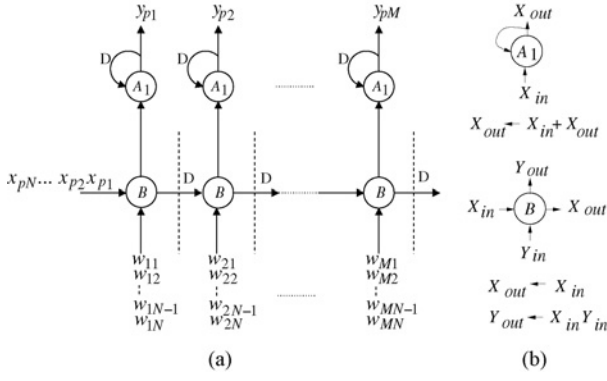 y_{p1} y_{p2} y_{pM}
D D D
A_1 A_1 A_1
x_{pN}... x_{p2} x_{p1} B D B D B D
w_{11} w_{21} w_{M1}
w_{12} w_{22} w_{M2}
w_{1N-1} w_{2N-1} w_{MN-1}
w_{1N} w_{2N} w_{MN}
(a)
X_{out}
A_1
X_{in}
X_{out} ← X_{in} + X_{out}
Y_{out}
X_{in} B X_{out}
Y_{in}
X_{out} ← X_{in}
Y_{out} ← X_{in} Y_{in}
(b)